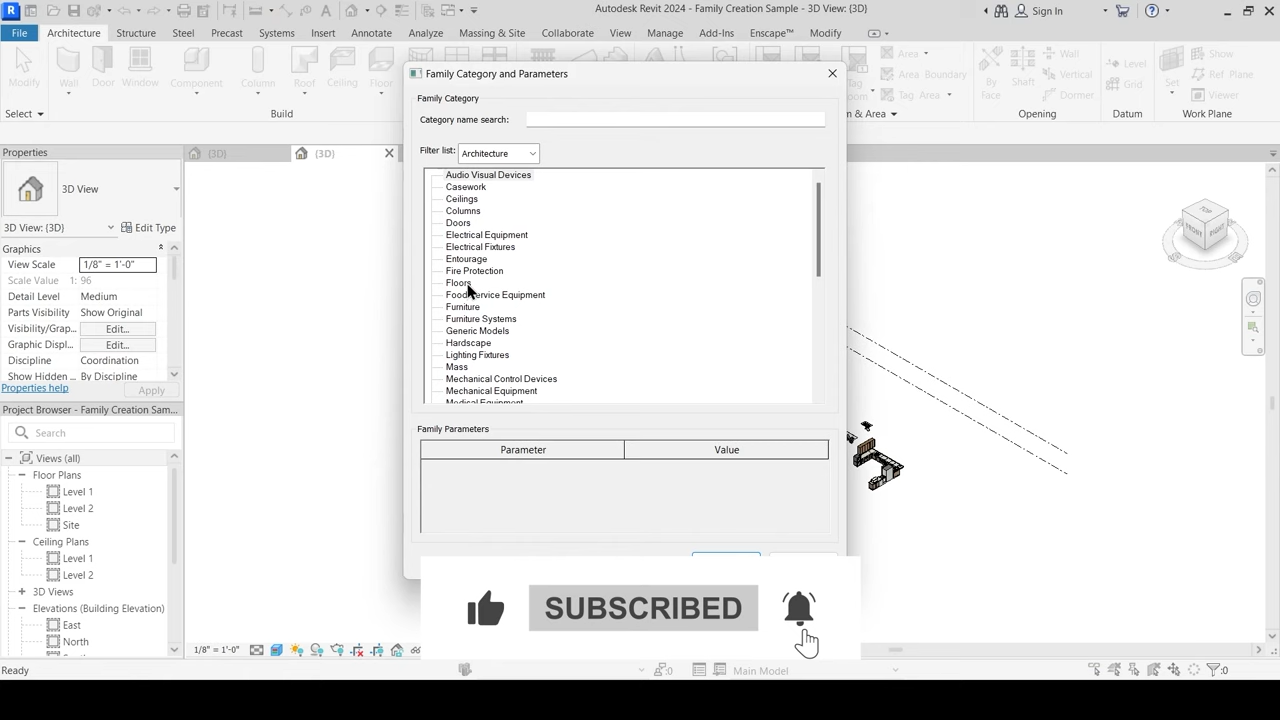 Autodesk Revit 2024 - Family Creation Sample - 3D View: {3D}
Sign In
File Architecture Structure Steel Precast Systems Insert Annotate Analyze Massing & Site Collaborate View Manage Add-Ins Enscape™ Modify
Modify Wall Door Window Component Column Roof Ceiling Floor
Area
Area Boundary
Tag Area
By Face
Shaft
Wall
Vertical
Dormer
Level
Grid
Set
Show
Ref Plane
Viewer
Select Build & Area Opening Work Plane
Properties
{3D}
{3D}
3D View
3D View: {3D}
Edit Type
Graphics
View Scale 1/8" = 1'-0"
Scale Value 1: 96
Detail Level Medium
Parts Visibility Show Original
Visibility/Grap... Edit...
Graphic Displ... Edit...
Discipline Coordination
Show Hidden ... By Discipline
Properties help
Apply
Project Browser - Family Creation Sam...
Search
Views (all)
Floor Plans
Level 1
Level 2
Site
Ceiling Plans
Level 1
Level 2
3D Views
Elevations (Building Elevation)
East
North
Family Category and Parameters
Family Category
Category name search:
Filter list: Architecture
Audio Visual Devices
Casework
Ceilings
Columns
Doors
Electrical Equipment
Electrical Fixtures
Entourage
Fire Protection
Floors
Food Service Equipment
Furniture
Furniture Systems
Generic Models
Hardscape
Lighting Fixtures
Mass
Mechanical Control Devices
Mechanical Equipment
Medical Equipment
Family Parameters
Parameter Value
TOP
FRONT
RIGHT
SUBSCRIBED
1/8" = 1'-0"
Ready
:0
Main Model
:0